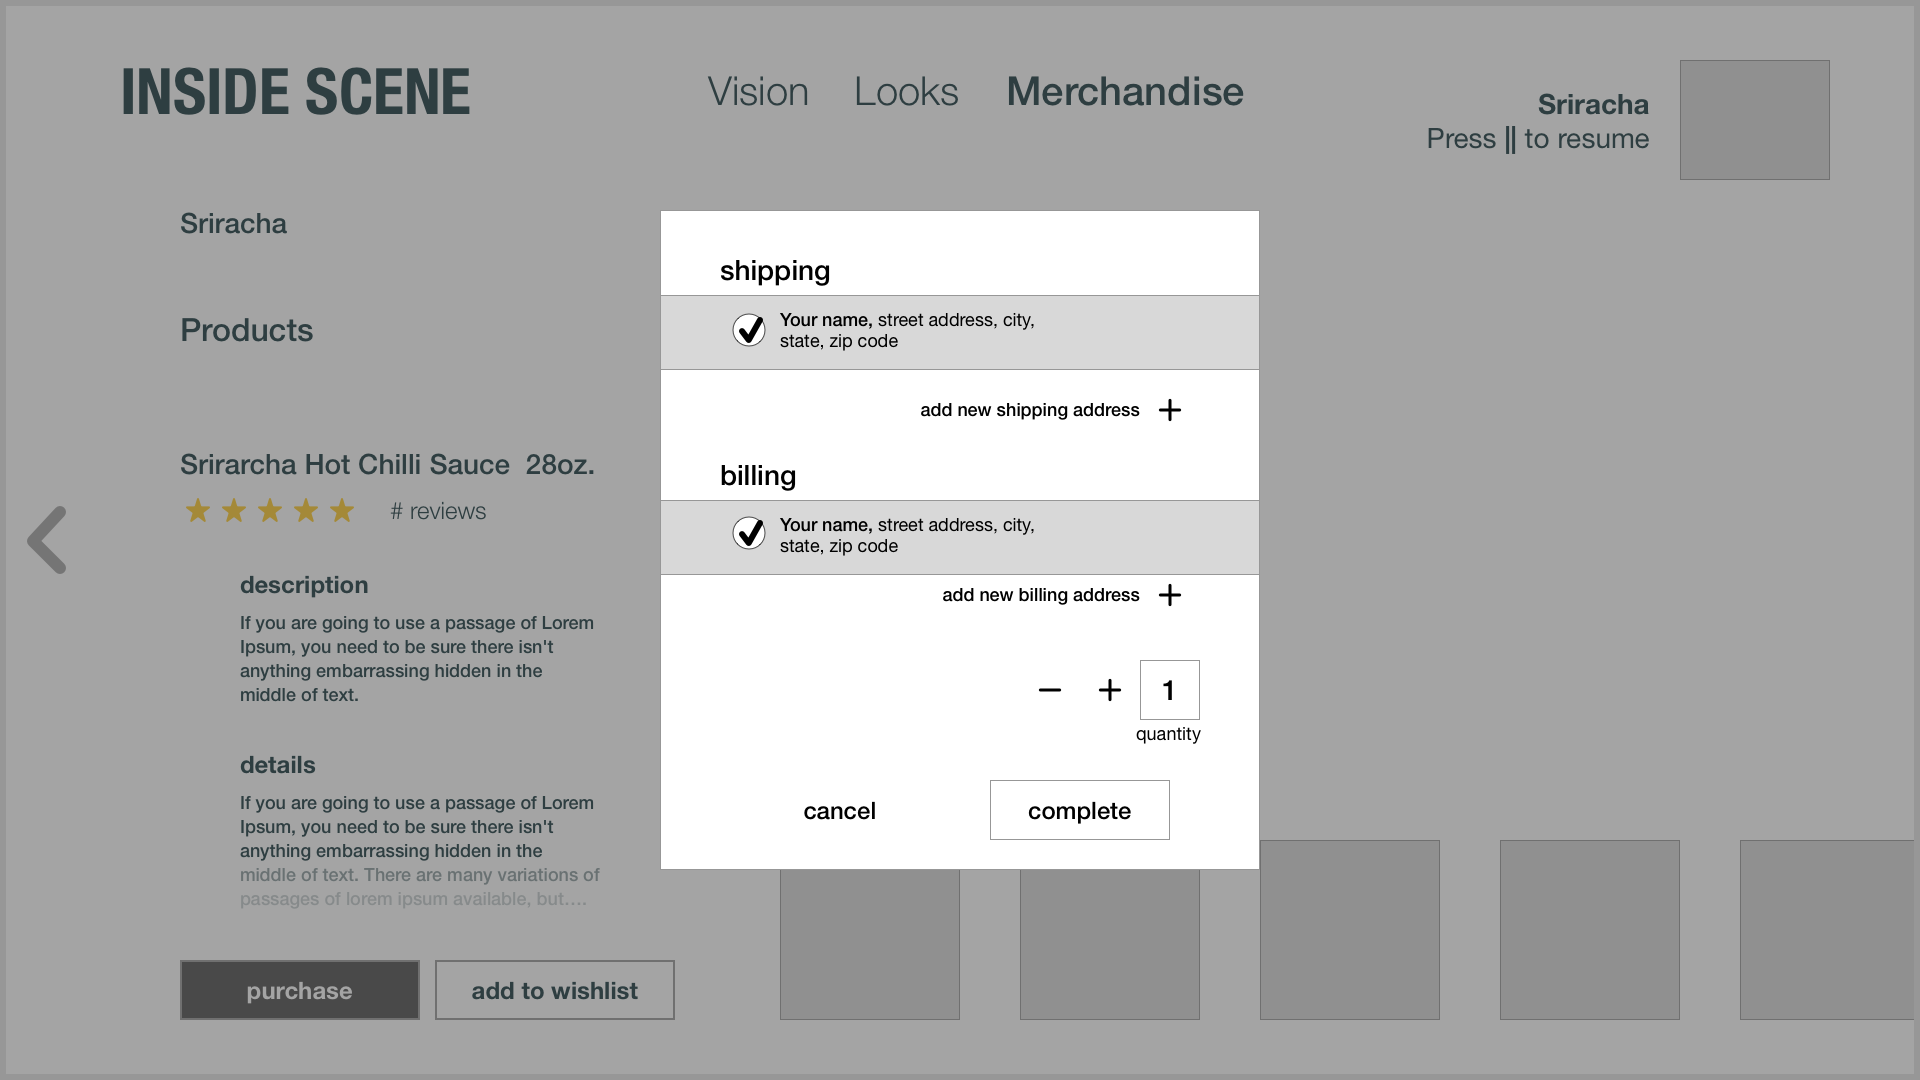 INSIDE SCENE
Vision Looks Merchandise
Sriracha
Press || to resume
Sriracha
Products
Srirarcha Hot Chilli Sauce 28oz.
# reviews
description
If you are going to use a passage of Lorem
Ipsum, you need to be sure there isn't
anything embarrassing hidden in the
middle of text.
details
If you are going to use a passage of Lorem
Ipsum, you need to be sure there isn't
anything embarrassing hidden in the
middle of text. There are many variations of
passages of lorem ipsum available, but....
purchase
add to wishlist
shipping
Your name, street address, city,
state, zip code
add new shipping address +
billing
Your name, street address, city,
state, zip code
add new billing address +
− + 1
quantity
cancel
complete